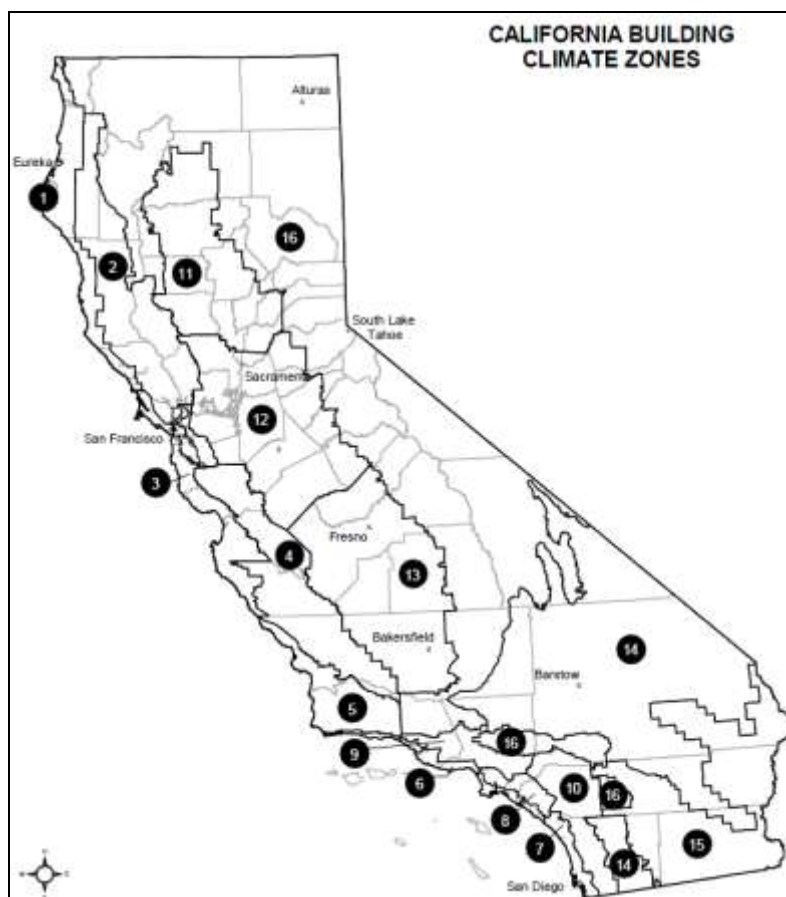 CALIFORNIA BUILDING
CLIMATE ZONES
Alturas
Eureka
1
16
2
11
South Lake
Tahoe
Sacramento
12
San Francisco
3
Fresno
4
13
Bakersfield
14
Barstow
5
16
9
6
10
16
8
7
15
14
San Diego